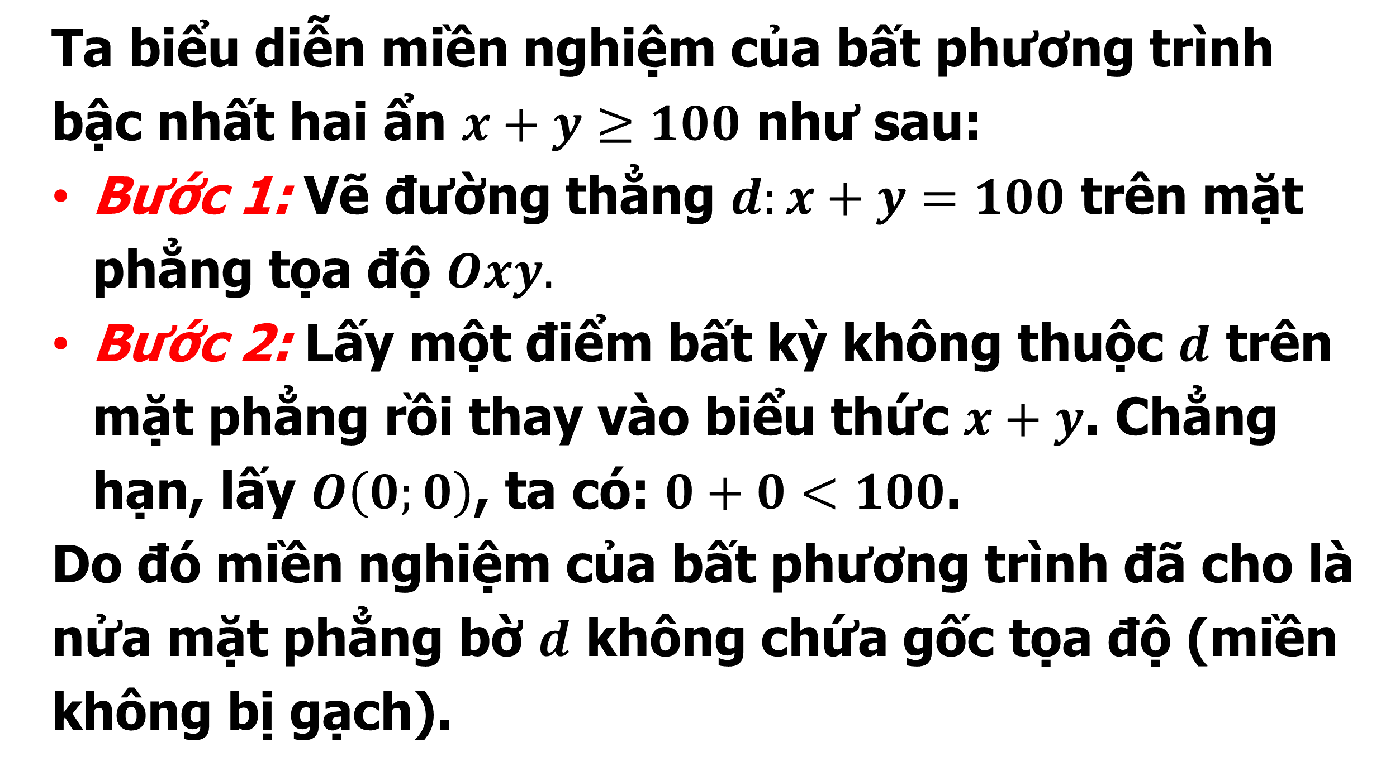 Ta biểu diễn miền nghiệm của bất phương trình
bậc nhất hai ẩn x + y ≥ 100 như sau:
• Bước 1: Vẽ đường thẳng d: x + y = 100 trên mặt
phẳng tọa độ Oxy.
• Bước 2: Lấy một điểm bất kỳ không thuộc d trên
mặt phẳng rồi thay vào biểu thức x + y. Chẳng
hạn, lấy O(0; 0), ta có: 0 + 0 < 100.
Do đó miền nghiệm của bất phương trình đã cho là
nửa mặt phẳng bờ d không chứa gốc tọa độ (miền
không bị gạch).